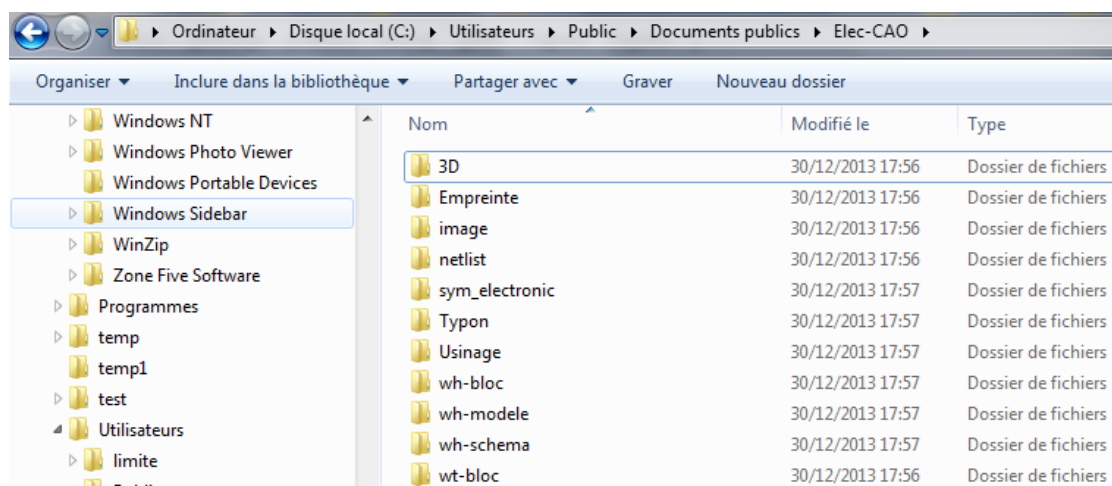 Ordinateur Disque local (C:) Utilisateurs Public Documents publics Elec-CAO
Organiser Inclure dans la bibliothèque Partager avec Graver Nouveau dossier
Windows NT
Windows Photo Viewer
Windows Portable Devices
Windows Sidebar
WinZip
Zone Five Software
Programmes
temp
temp1
test
Utilisateurs
limite
Nom Modifié le Type
3D 30/12/2013 17:56 Dossier de fichiers
Empreinte 30/12/2013 17:56 Dossier de fichiers
image 30/12/2013 17:56 Dossier de fichiers
netlist 30/12/2013 17:56 Dossier de fichiers
sym_electronic 30/12/2013 17:57 Dossier de fichiers
Typon 30/12/2013 17:57 Dossier de fichiers
Usinage 30/12/2013 17:57 Dossier de fichiers
wh-bloc 30/12/2013 17:57 Dossier de fichiers
wh-modele 30/12/2013 17:57 Dossier de fichiers
wh-schema 30/12/2013 17:57 Dossier de fichiers
wt-bloc 30/12/2013 17:56 Dossier de fichiers